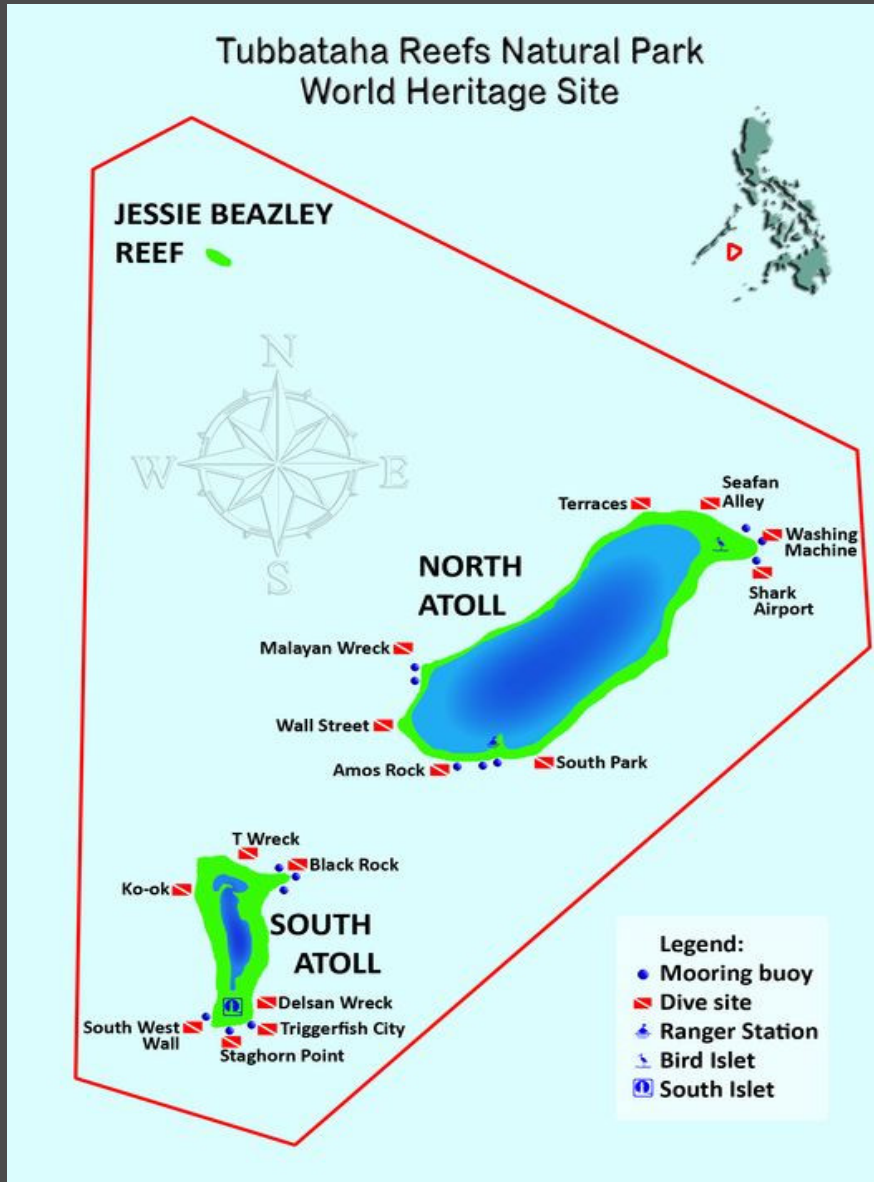 Tubbataha Reefs Natural Park
World Heritage Site
JESSIE BEAZLEY
REEF
N
W
E
S
Terraces
Seafan
Alley
Washing
Machine
Shark
Airport
NORTH
ATOLL
Malayan Wreck
Wall Street
Amos Rock
South Park
T Wreck
Black Rock
Ko-ok
SOUTH
ATOLL
Delsan Wreck
South West
Wall
Triggerfish City
Staghorn Point
Legend:
Mooring buoy
Dive site
Ranger Station
Bird Islet
South Islet